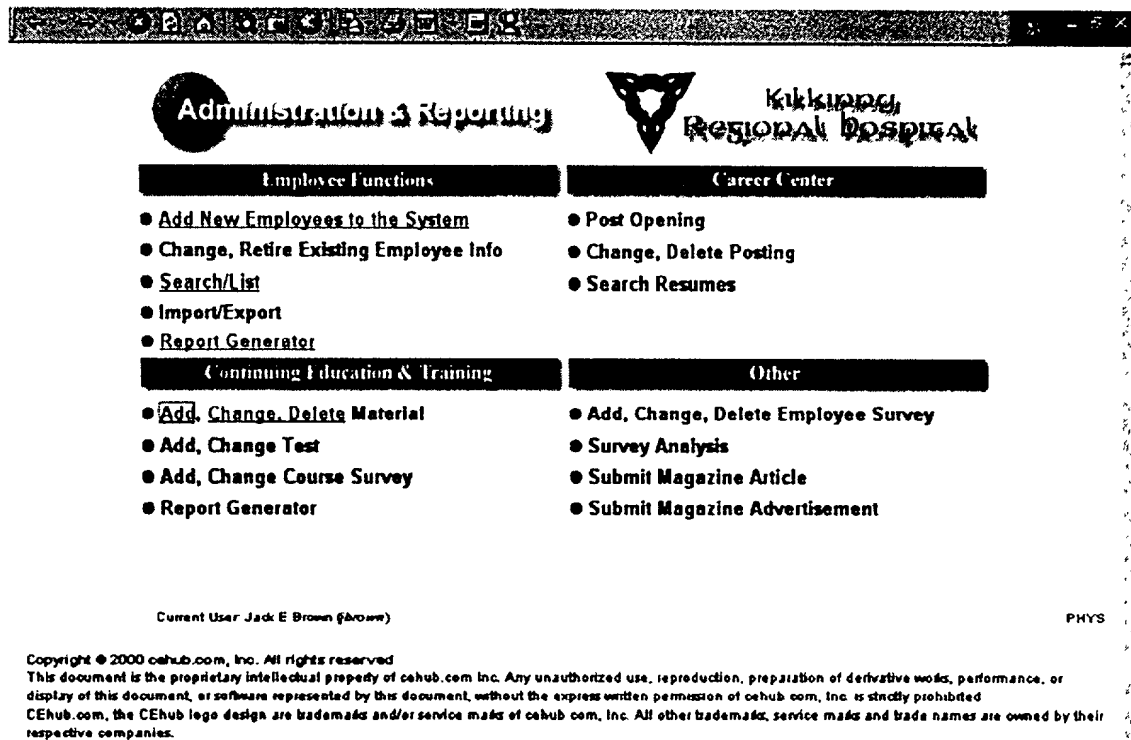 Administration & Reporting
Regional Hospital
Employee Functions
Add New Employees to the System
Change, Retire Existing Employee Info
Search/List
Import/Export
Report Generator
Career Center
Post Opening
Change, Delete Posting
Search Resumes
Continuing Education & Training
Add, Change, Delete Material
Add, Change Test
Add, Change Course Survey
Report Generator
Other
Add, Change, Delete Employee Survey
Survey Analysis
Submit Magazine Article
Submit Magazine Advertisement
Current User Jack E Brown (brown)
PHYS
Copyright © 2000 cehub.com, Inc. All rights reserved
This document is the proprietary intellectual property of cehub.com Inc. Any unauthorized use, reproduction, preparation of derivative works, performance, or
display of this document, or software represented by this document, without the express written permission of cehub com, Inc. is strictly prohibited
CEhub.com, the CEhub logo design are trademarks and/or service marks of cehub com, Inc. All other trademarks, service marks and trade names are owned by their
respective companies.